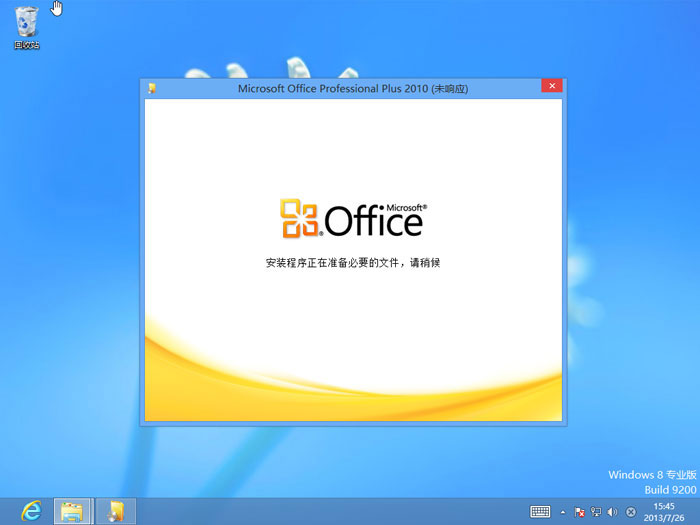 回收站
Microsoft Office Professional Plus 2010 (未响应)
Microsoft®
Office
安装程序正在准备必要的文件，请稍候
Windows 8 专业版
Build 9200
15:45
2013/7/26